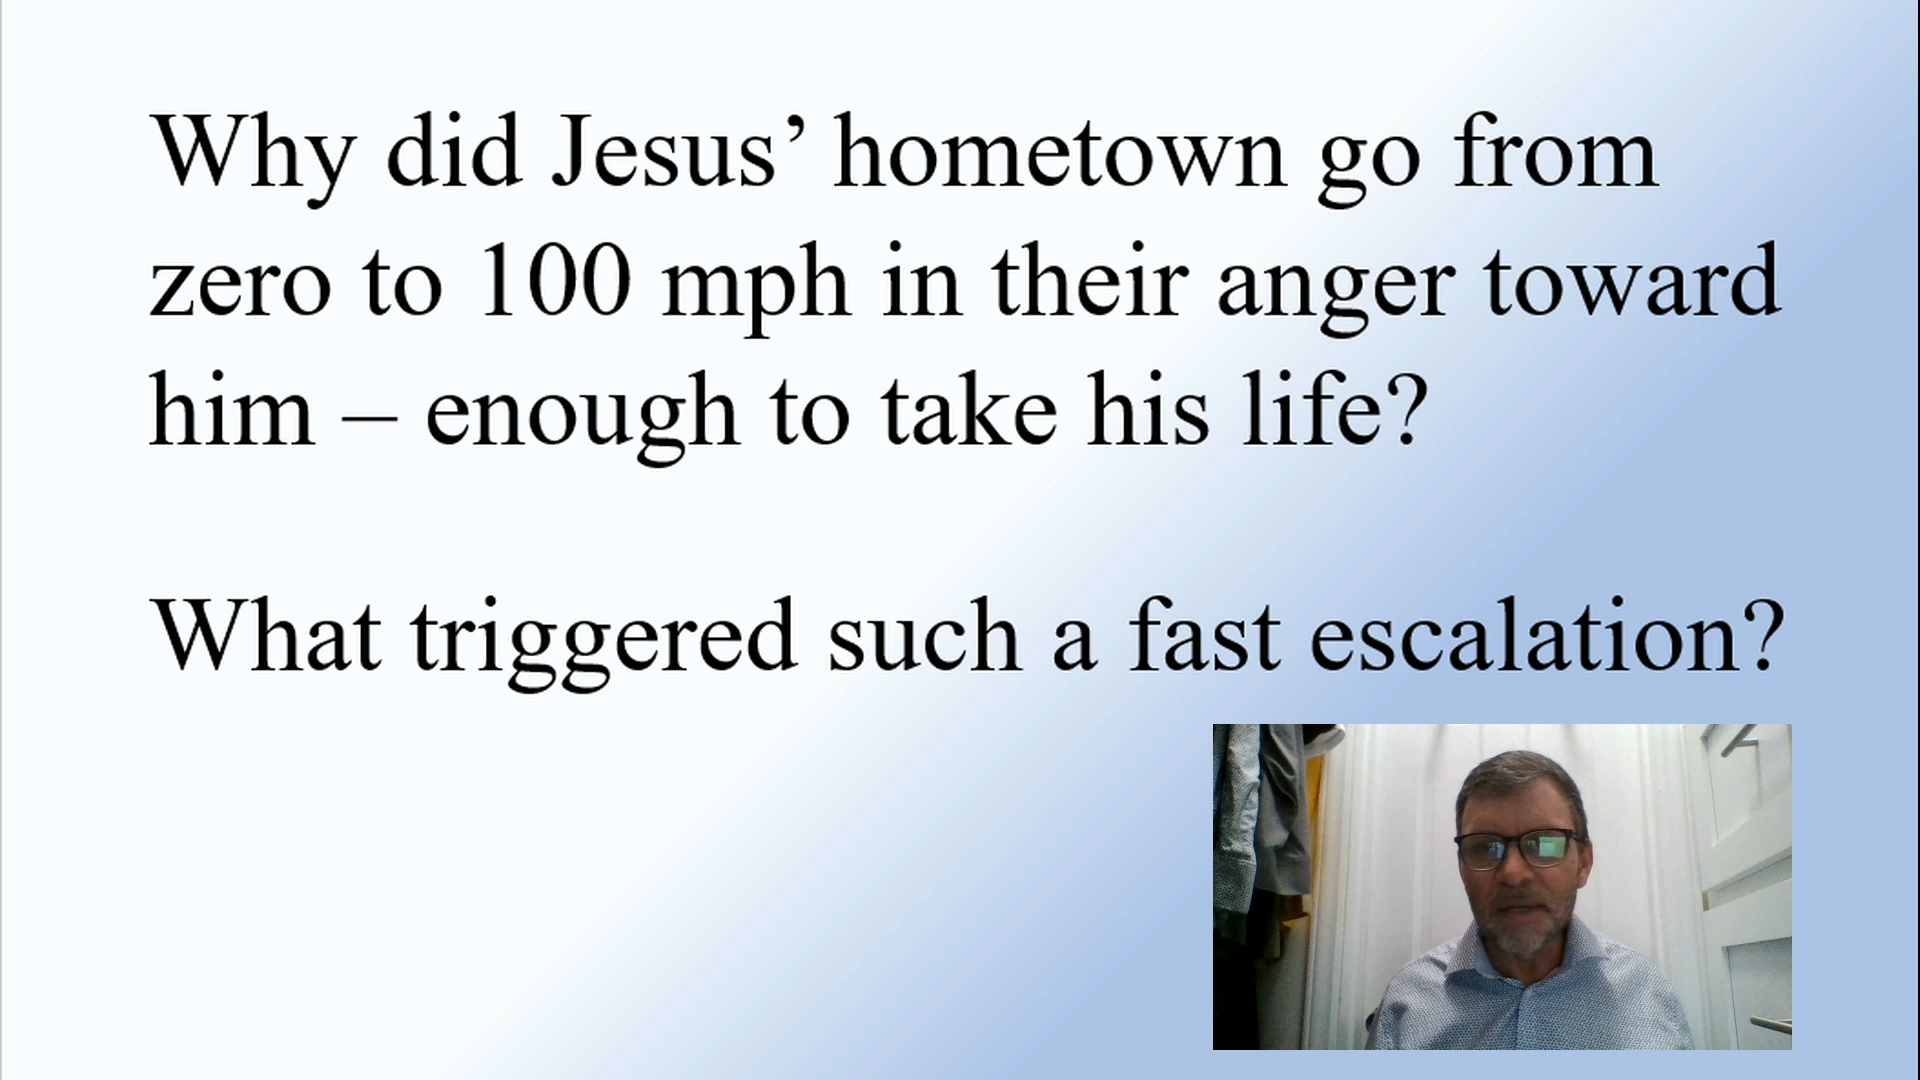 Why did Jesus’ hometown go from
zero to 100 mph in their anger toward
him – enough to take his life?
What triggered such a fast escalation?